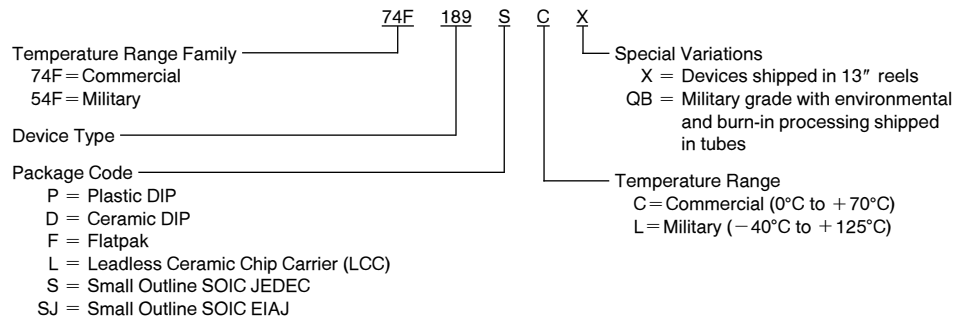 74F 189 S C X
Temperature Range Family
74F = Commercial
54F = Military
Device Type
Package Code
P = Plastic DIP
D = Ceramic DIP
F = Flatpak
L = Leadless Ceramic Chip Carrier (LCC)
S = Small Outline SOIC JEDEC
SJ = Small Outline SOIC EIAJ
Special Variations
X = Devices shipped in 13″ reels
QB = Military grade with environmental
and burn-in processing shipped
in tubes
Temperature Range
C = Commercial (0°C to +70°C)
L = Military (−40°C to +125°C)